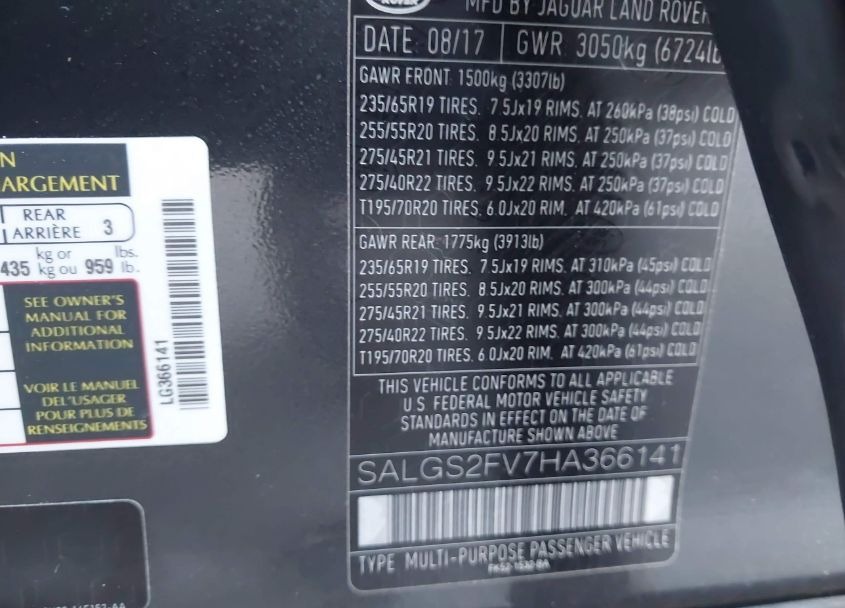 ROVER
MFD BY JAGUAR LAND ROVER
DATE 08/17 GWR 3050kg (6724lb
GAWR FRONT 1500kg (3307lb)
235/65R19 TIRES. 7.5Jx19 RIMS. AT 260kPa (38psi) COLD
255/55R20 TIRES. 8.5Jx20 RIMS. AT 250kPa (37psi) COLD
275/45R21 TIRES. 9.5Jx21 RIMS. AT 250kPa (37psi) COLD
275/40R22 TIRES. 9.5Jx22 RIMS. AT 250kPa (37psi) COLD
T195/70R20 TIRES. 6.0Jx20 RIM. AT 420kPa (61psi) COLD
GAWR REAR 1775kg (3913lb)
235/65R19 TIRES. 7.5Jx19 RIMS. AT 310kPa (45psi) COLD
255/55R20 TIRES. 8.5Jx20 RIMS. AT 300kPa (44psi) COLD
275/45R21 TIRES. 9.5Jx21 RIMS. AT 300kPa (44psi) COLD
275/40R22 TIRES. 9.5Jx22 RIMS. AT 300kPa (44psi) COLD
T195/70R20 TIRES. 6.0Jx20 RIM. AT 420kPa (61psi) COLD
THIS VEHICLE CONFORMS TO ALL APPLICABLE
U.S. FEDERAL MOTOR VEHICLE SAFETY
STANDARDS IN EFFECT ON THE DATE OF
MANUFACTURE SHOWN ABOVE
SALGS2FV7HA366141
TYPE MULTI-PURPOSE PASSENGER VEHICLE
N
ARGEMENT
REAR
ARRIÈRE 3
kg or lbs.
435 kg ou 959 lb.
SEE OWNER'S
MANUAL FOR
ADDITIONAL
INFORMATION
VOIR LE MANUEL
DEL'USAGER
POUR PLUS DE
RENSEIGNEMENTS
LG366141